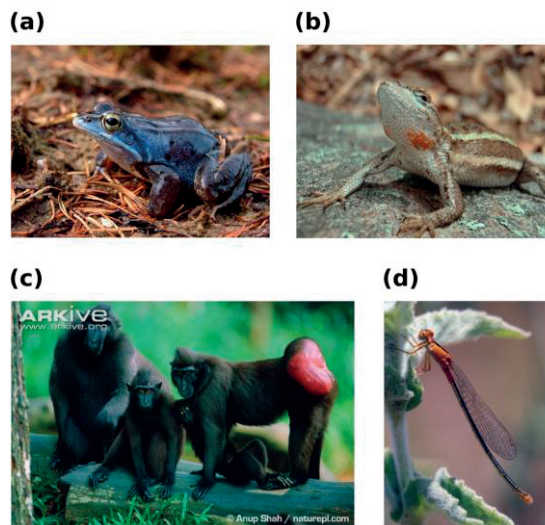 (a)
(b)
(c)
ARKIVE
www.arkive.org
© Anup Shah / naturepl.com
(d)